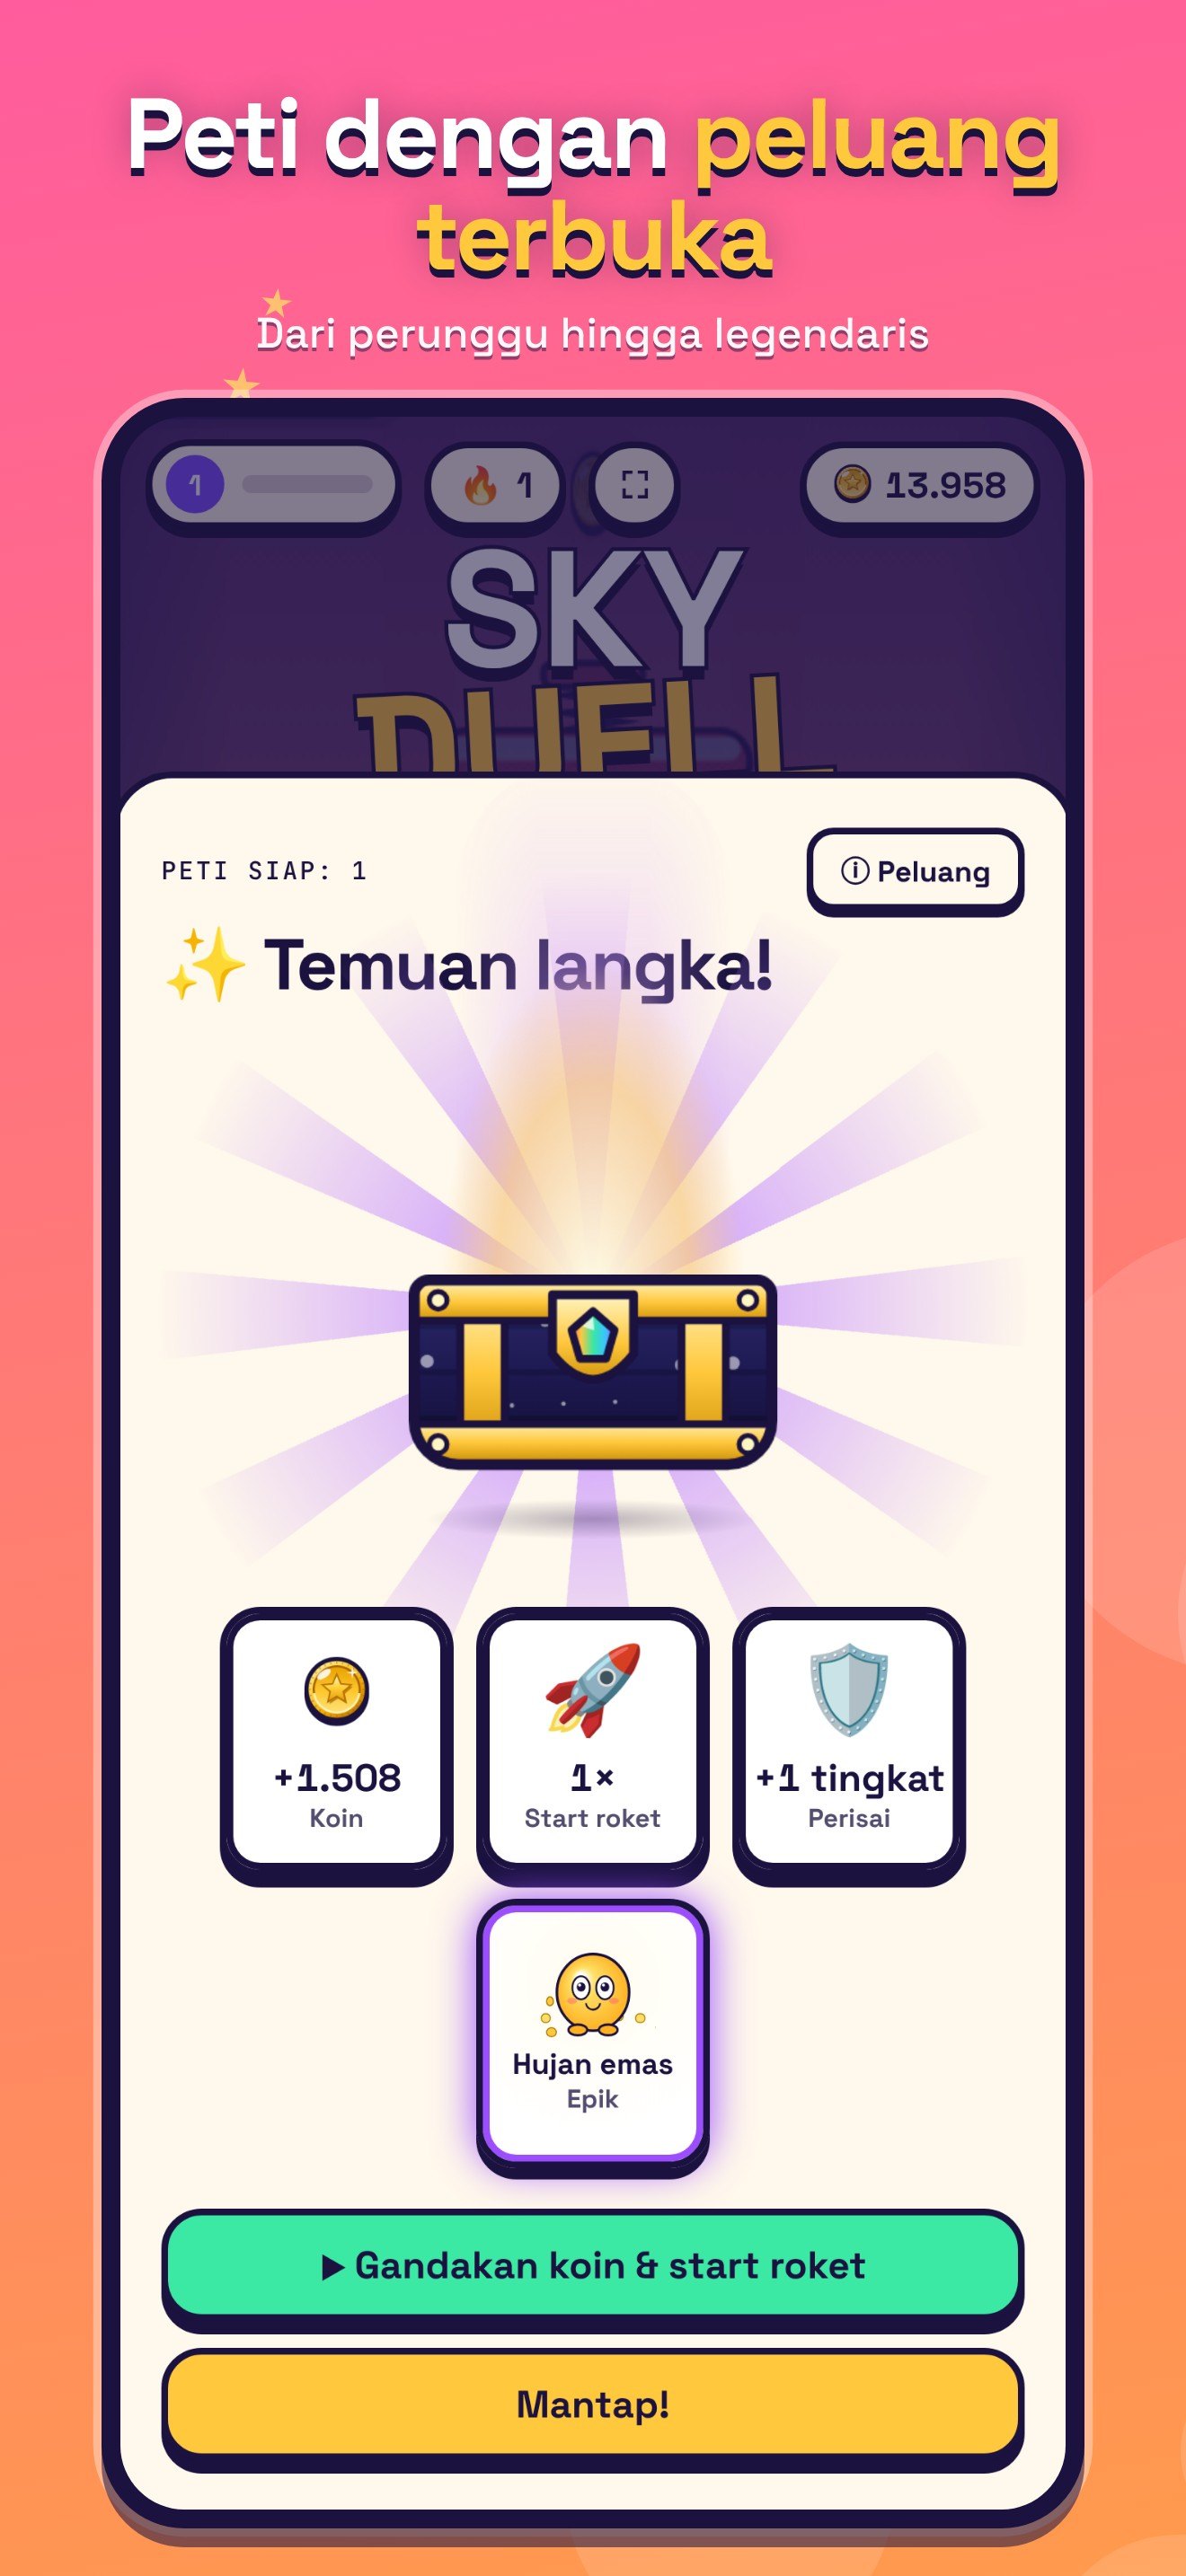 Peti dengan peluang
terbuka
Dari perunggu hingga legendaris
1
1
13.958
SKY
DUELL
PETI SIAP: 1
Peluang
Temuan langka!
+1.508
Koin
1×
Start roket
+1 tingkat
Perisai
Hujan emas
Epik
Gandakan koin & start roket
Mantap!